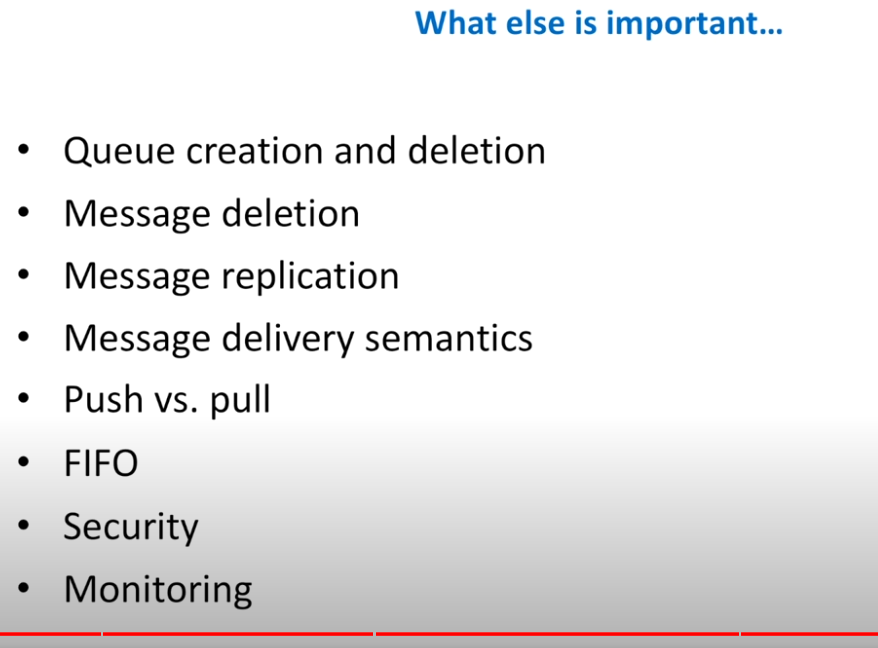 What else is important...
• Queue creation and deletion
• Message deletion
• Message replication
• Message delivery semantics
• Push vs. pull
• FIFO
• Security
• Monitoring